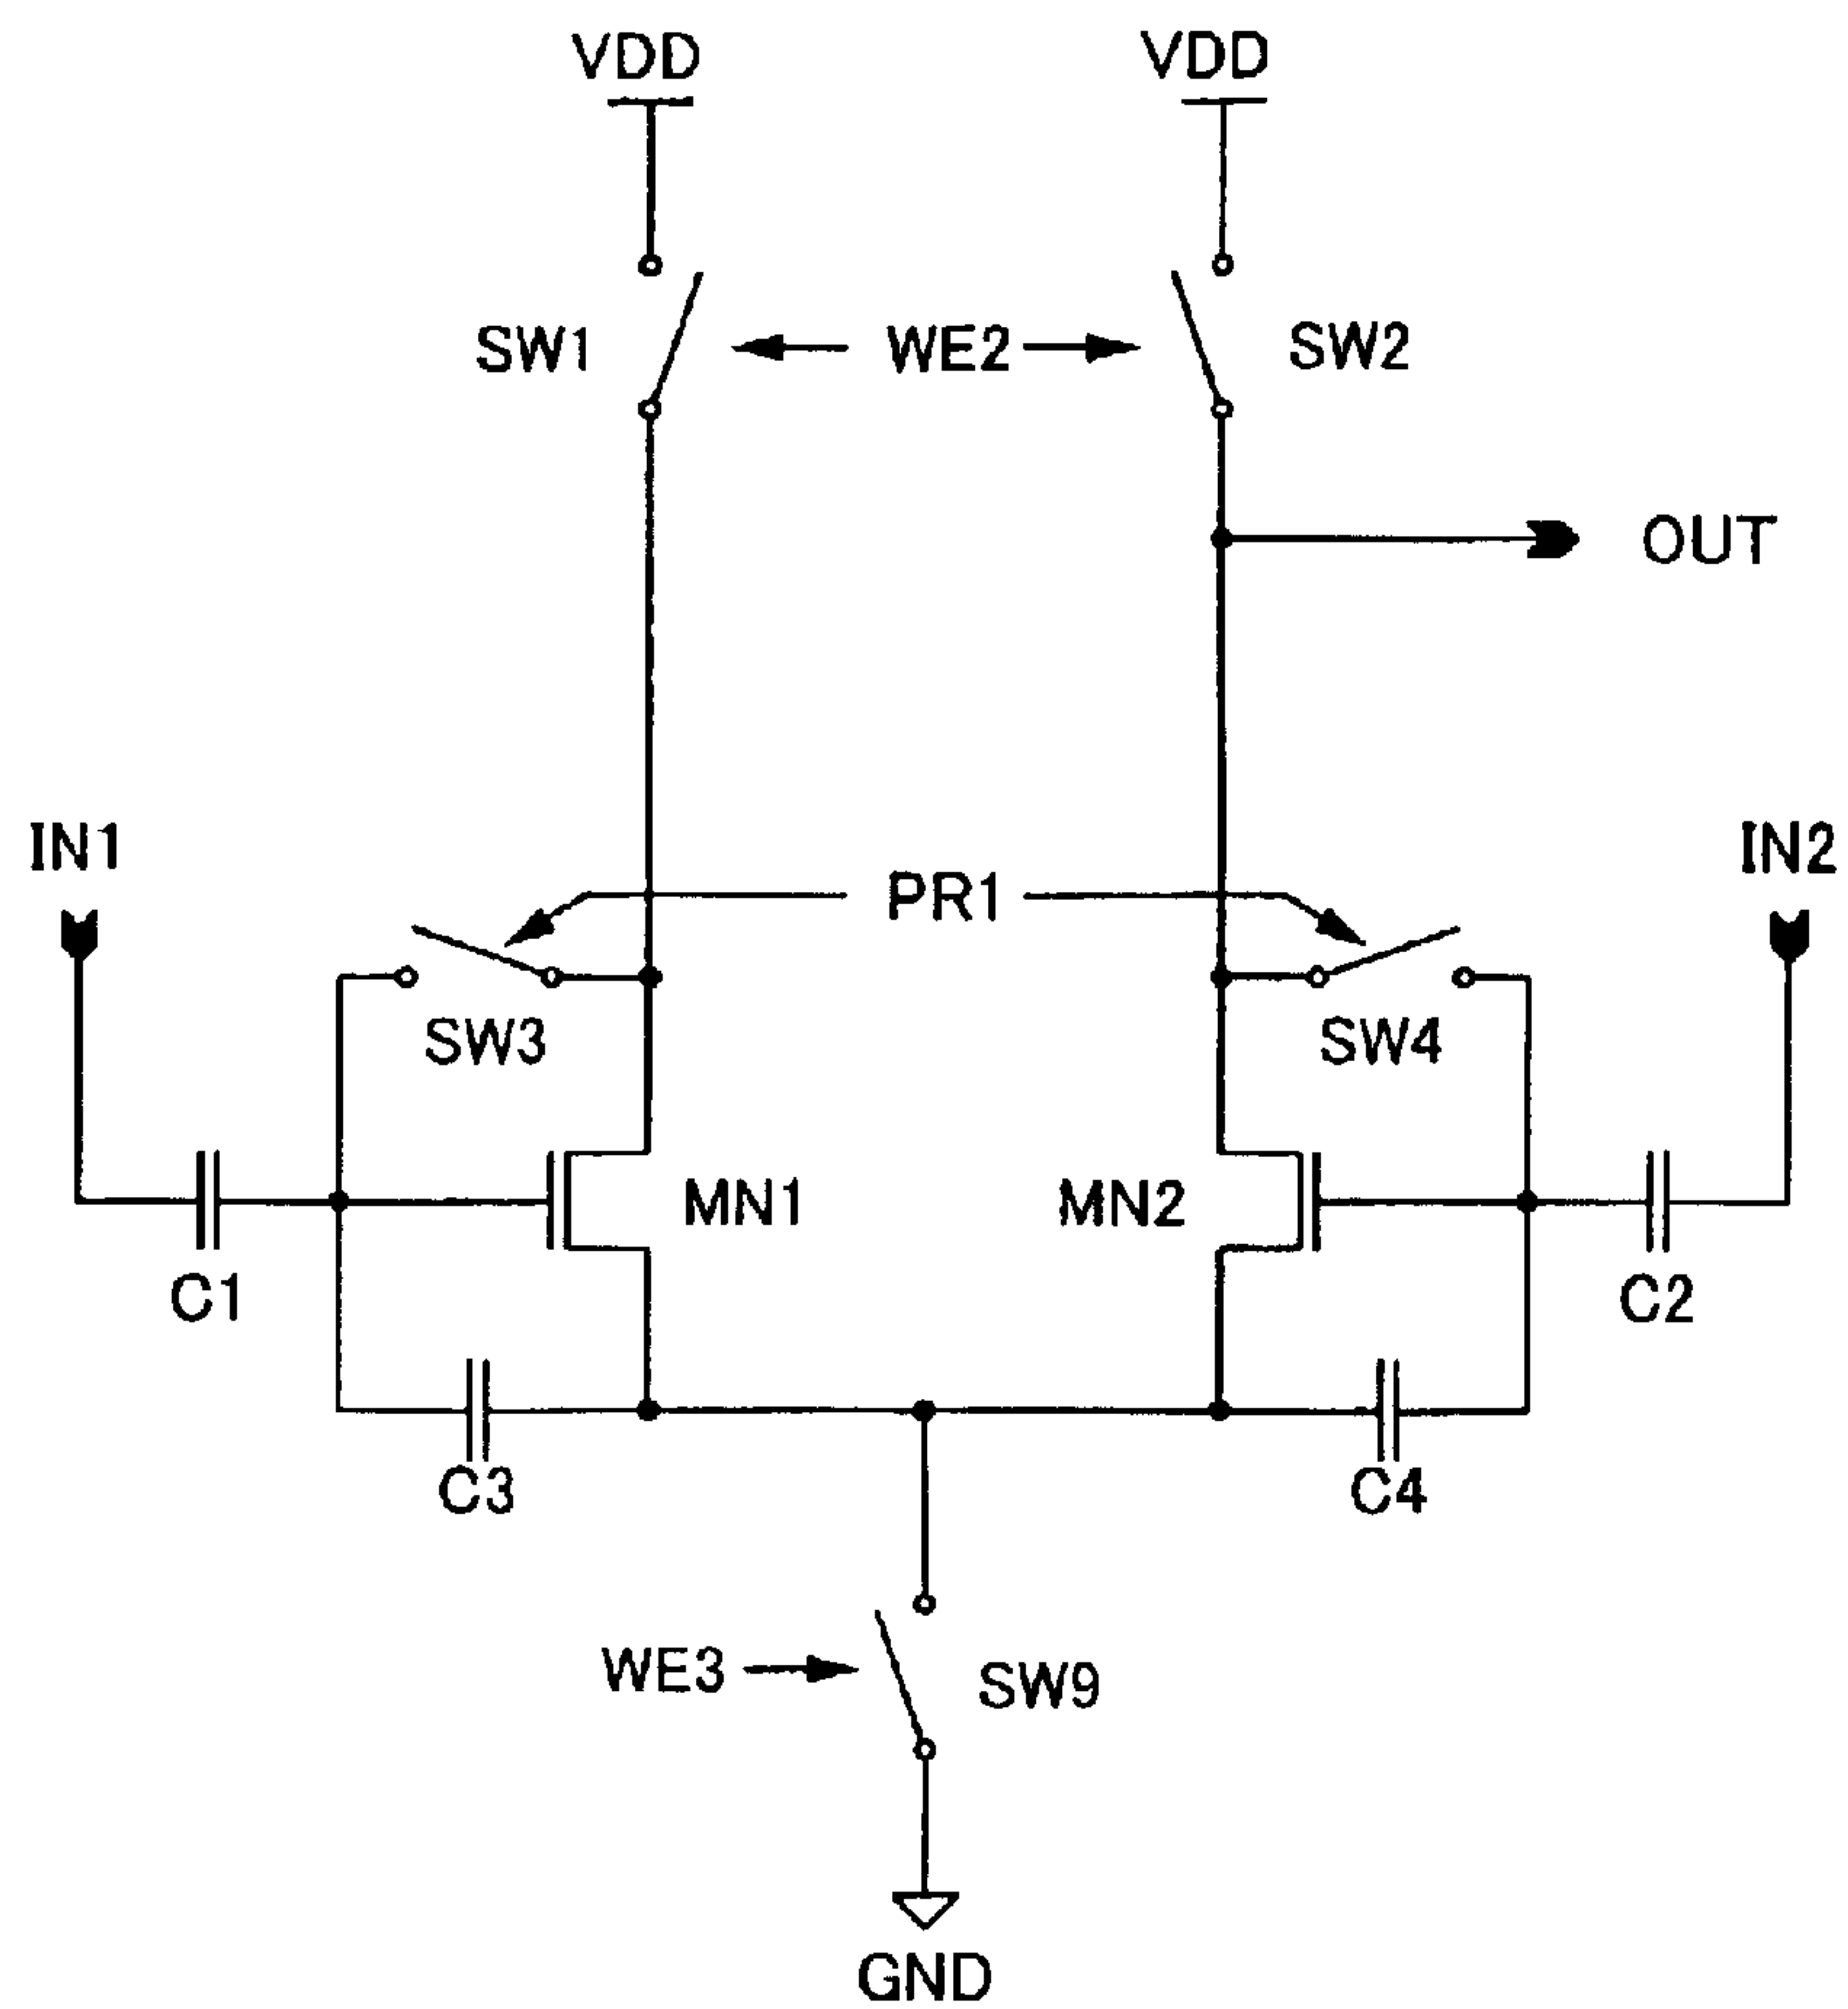 VDD
VDD
SW1
WE2
SW2
OUT
IN1
PR1
IN2
SW3
SW4
MN1
MN2
C1
C2
C3
C4
WE3
SW9
GND